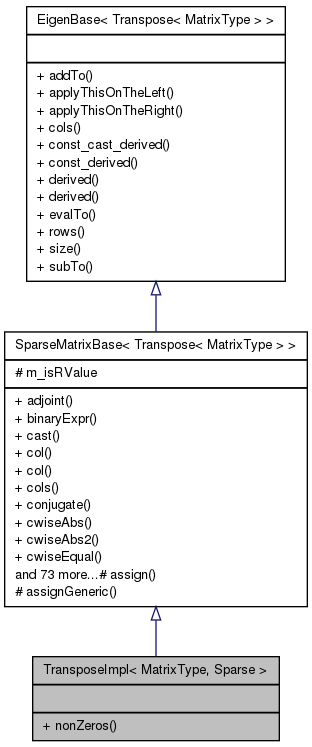 EigenBase< Transpose< MatrixType > >
+ addTo()
+ applyThisOnTheLeft()
+ applyThisOnTheRight()
+ cols()
+ const_cast_derived()
+ const_derived()
+ derived()
+ derived()
+ evalTo()
+ rows()
+ size()
+ subTo()
SparseMatrixBase< Transpose< MatrixType > >
# m_isRValue
+ adjoint()
+ binaryExpr()
+ cast()
+ col()
+ col()
+ cols()
+ conjugate()
+ cwiseAbs()
+ cwiseAbs2()
+ cwiseEqual()
and 73 more...# assign()
# assignGeneric()
TransposeImpl< MatrixType, Sparse >
+ nonZeros()